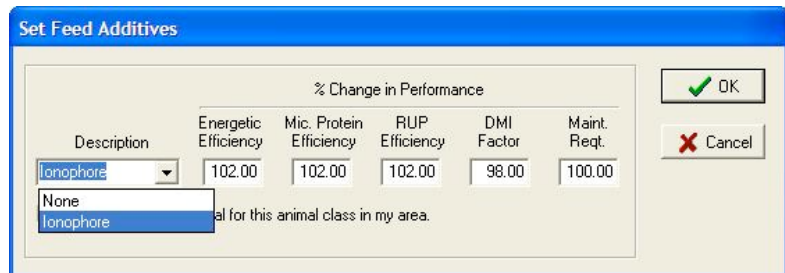 Set Feed Additives
% Change in Performance
OK
Description
Energetic Efficiency
Mic. Protein Efficiency
RUP Efficiency
DMI Factor
Maint. Reqt.
Cancel
Ionophore
102.00
102.00
102.00
98.00
100.00
None
Ionophore
al for this animal class in my area.